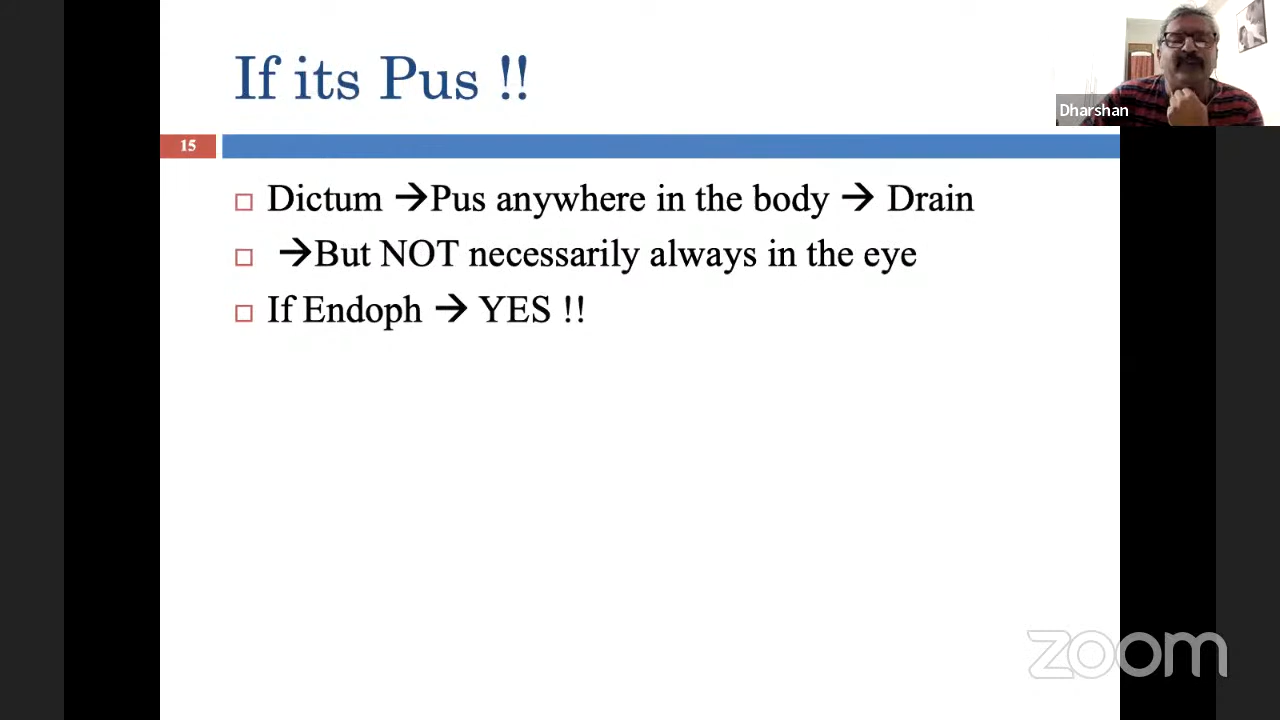 If its Pus !!
Dharshan
15
Dictum →Pus anywhere in the body → Drain
→But NOT necessarily always in the eye
If Endoph → YES !!
zoom